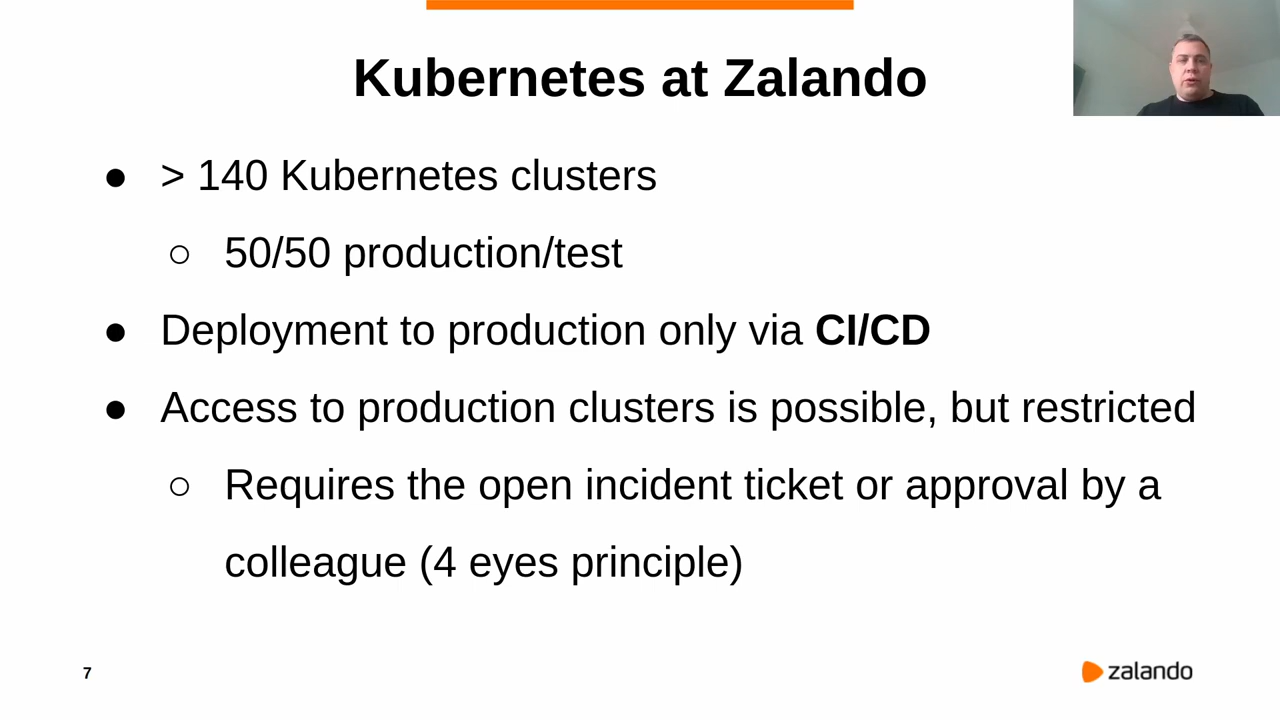 Kubernetes at Zalando
● > 140 Kubernetes clusters
○ 50/50 production/test
● Deployment to production only via CI/CD
● Access to production clusters is possible, but restricted
○ Requires the open incident ticket or approval by a
colleague (4 eyes principle)
7
zalando